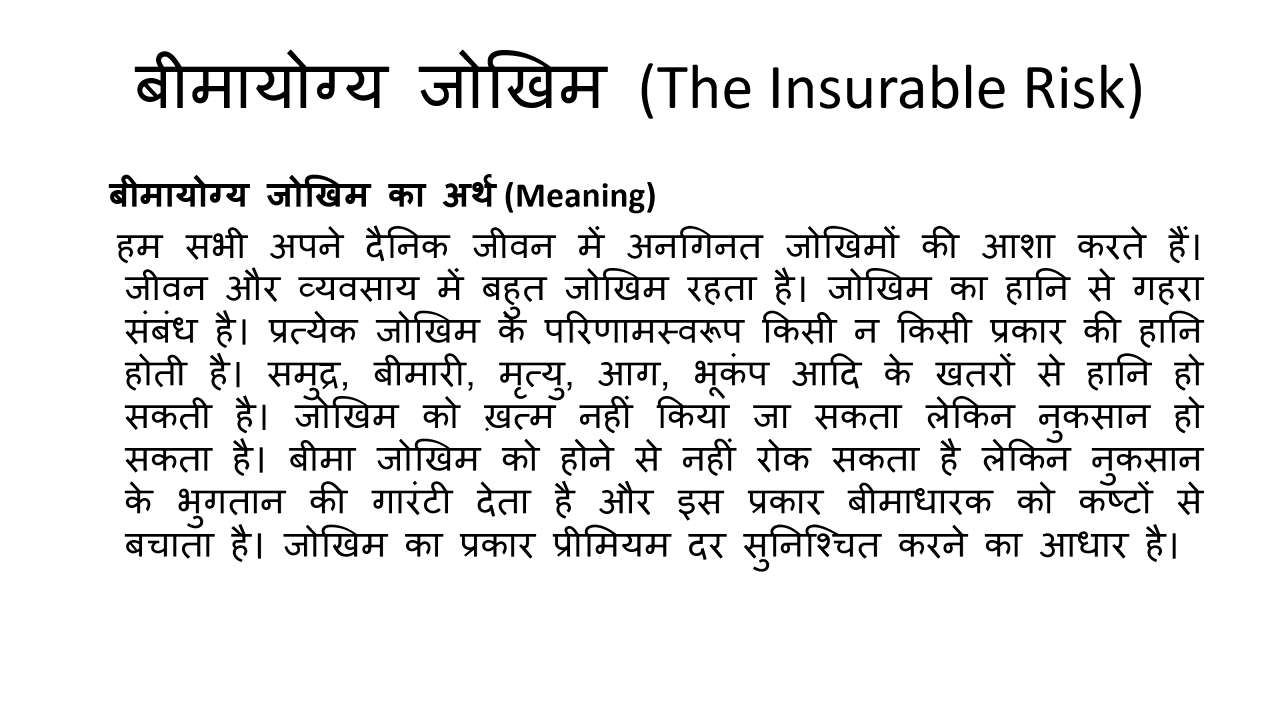 बीमायोग्य जोखिम (The Insurable Risk)
बीमायोग्य जोखिम का अर्थ (Meaning)
हम सभी अपने दैनिक जीवन में अनगिनत जोखिमों की आशा करते हैं।
जीवन और व्यवसाय में बहुत जोखिम रहता है। जोखिम का हानि से गहरा
संबंध है। प्रत्येक जोखिम के परिणामस्वरूप किसी न किसी प्रकार की हानि
होती है। समुद्र, बीमारी, मृत्यु, आग, भूकंप आदि के खतरों से हानि हो
सकती है। जोखिम को ख़त्म नहीं किया जा सकता लेकिन नुकसान हो
सकता है। बीमा जोखिम को होने से नहीं रोक सकता है लेकिन नुकसान
के भुगतान की गारंटी देता है और इस प्रकार बीमाधारक को कष्टों से
बचाता है। जोखिम का प्रकार प्रीमियम दर सुनिश्चित करने का आधार है।